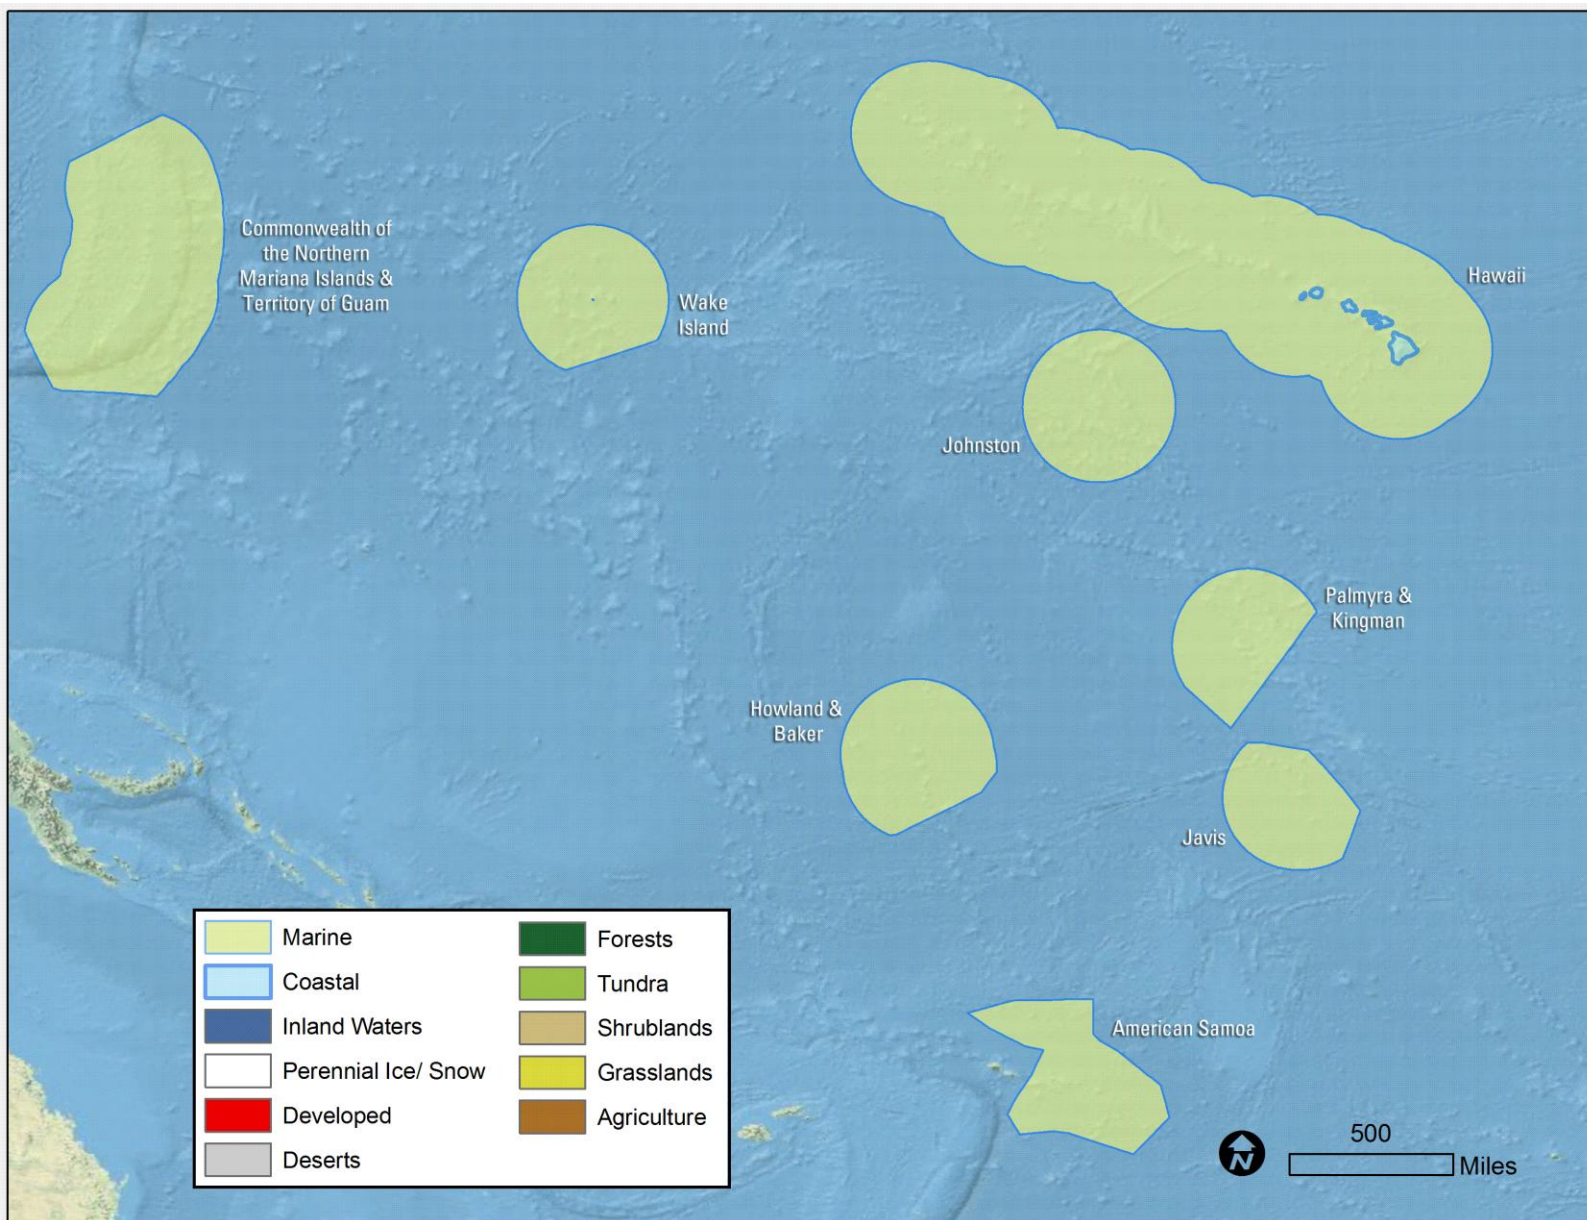 Commonwealth of
the Northern
Mariana Islands &
Territory of Guam
Wake
Island
Hawaii
Johnston
Palmyra &
Kingman
Howland &
Baker
Javis
American Samoa
Marine
Coastal
Inland Waters
Perennial Ice/ Snow
Developed
Deserts
Forests
Tundra
Shrublands
Grasslands
Agriculture
N
500
Miles